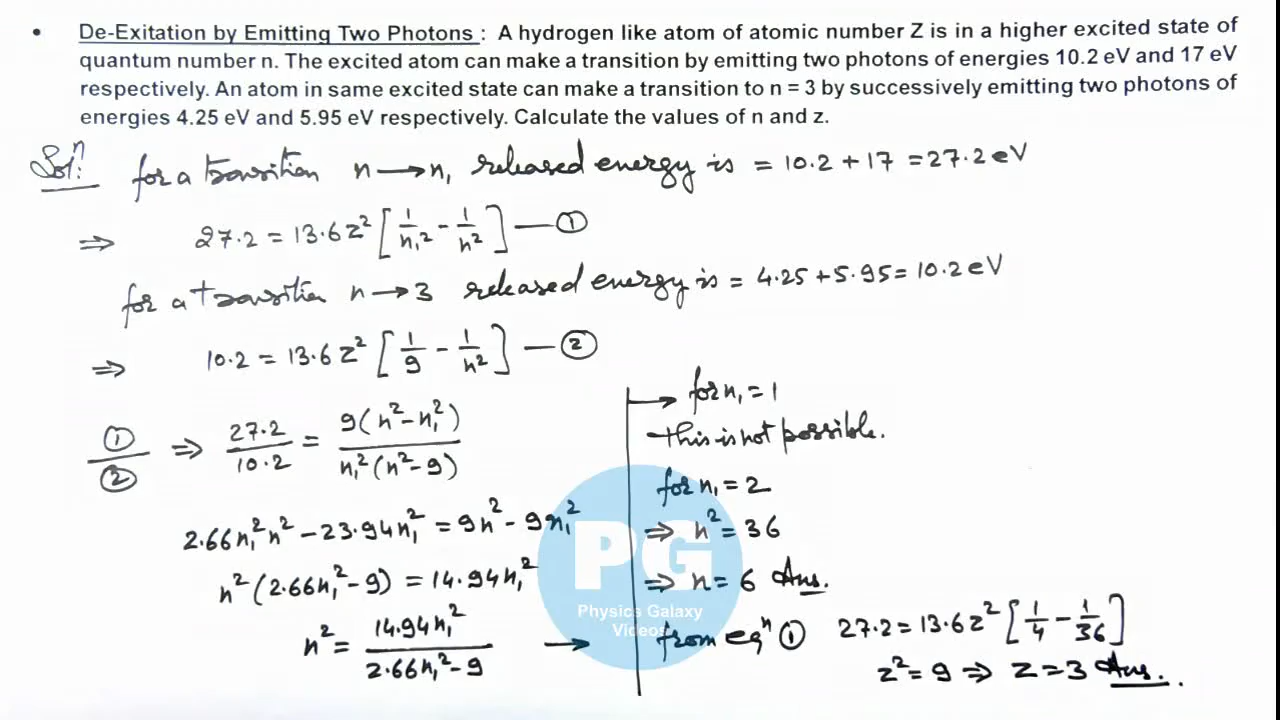 • De-Exitation by Emitting Two Photons : A hydrogen like atom of atomic number Z is in a higher excited state of
quantum number n. The excited atom can make a transition by emitting two photons of energies 10.2 eV and 17 eV
respectively. An atom in same excited state can make a transition to n = 3 by successively emitting two photons of
energies 4.25 eV and 5.95 eV respectively. Calculate the values of n and z.
Solⁿ: for a transition n → n₁ released energy is = 10.2 + 17 = 27.2 eV
⇒ 27.2 = 13.6 z² [1/n₁² - 1/n²] — ①
for a transition n → 3 released energy is = 4.25 + 5.95 = 10.2 eV
⇒ 10.2 = 13.6 z² [1/9 - 1/n²] — ②
①/② ⇒ 27.2/10.2 = 9(n² - n₁²)/n₁²(n² - 9)
2.66n₁²n² - 23.94n₁² = 9n² - 9n₁²
n²(2.66n₁² - 9) = 14.94n₁²
n² = 14.94n₁²/2.66n₁² - 9 →
→ for n₁ = 1
this is not possible.
for n₁ = 2
⇒ n² = 36
⇒ n = 6 Ans.
from eqⁿ ① 27.2 = 13.6 z² [1/4 - 1/36]
z² = 9 ⇒ z = 3 Ans.
PG
Physics Galaxy
Videos